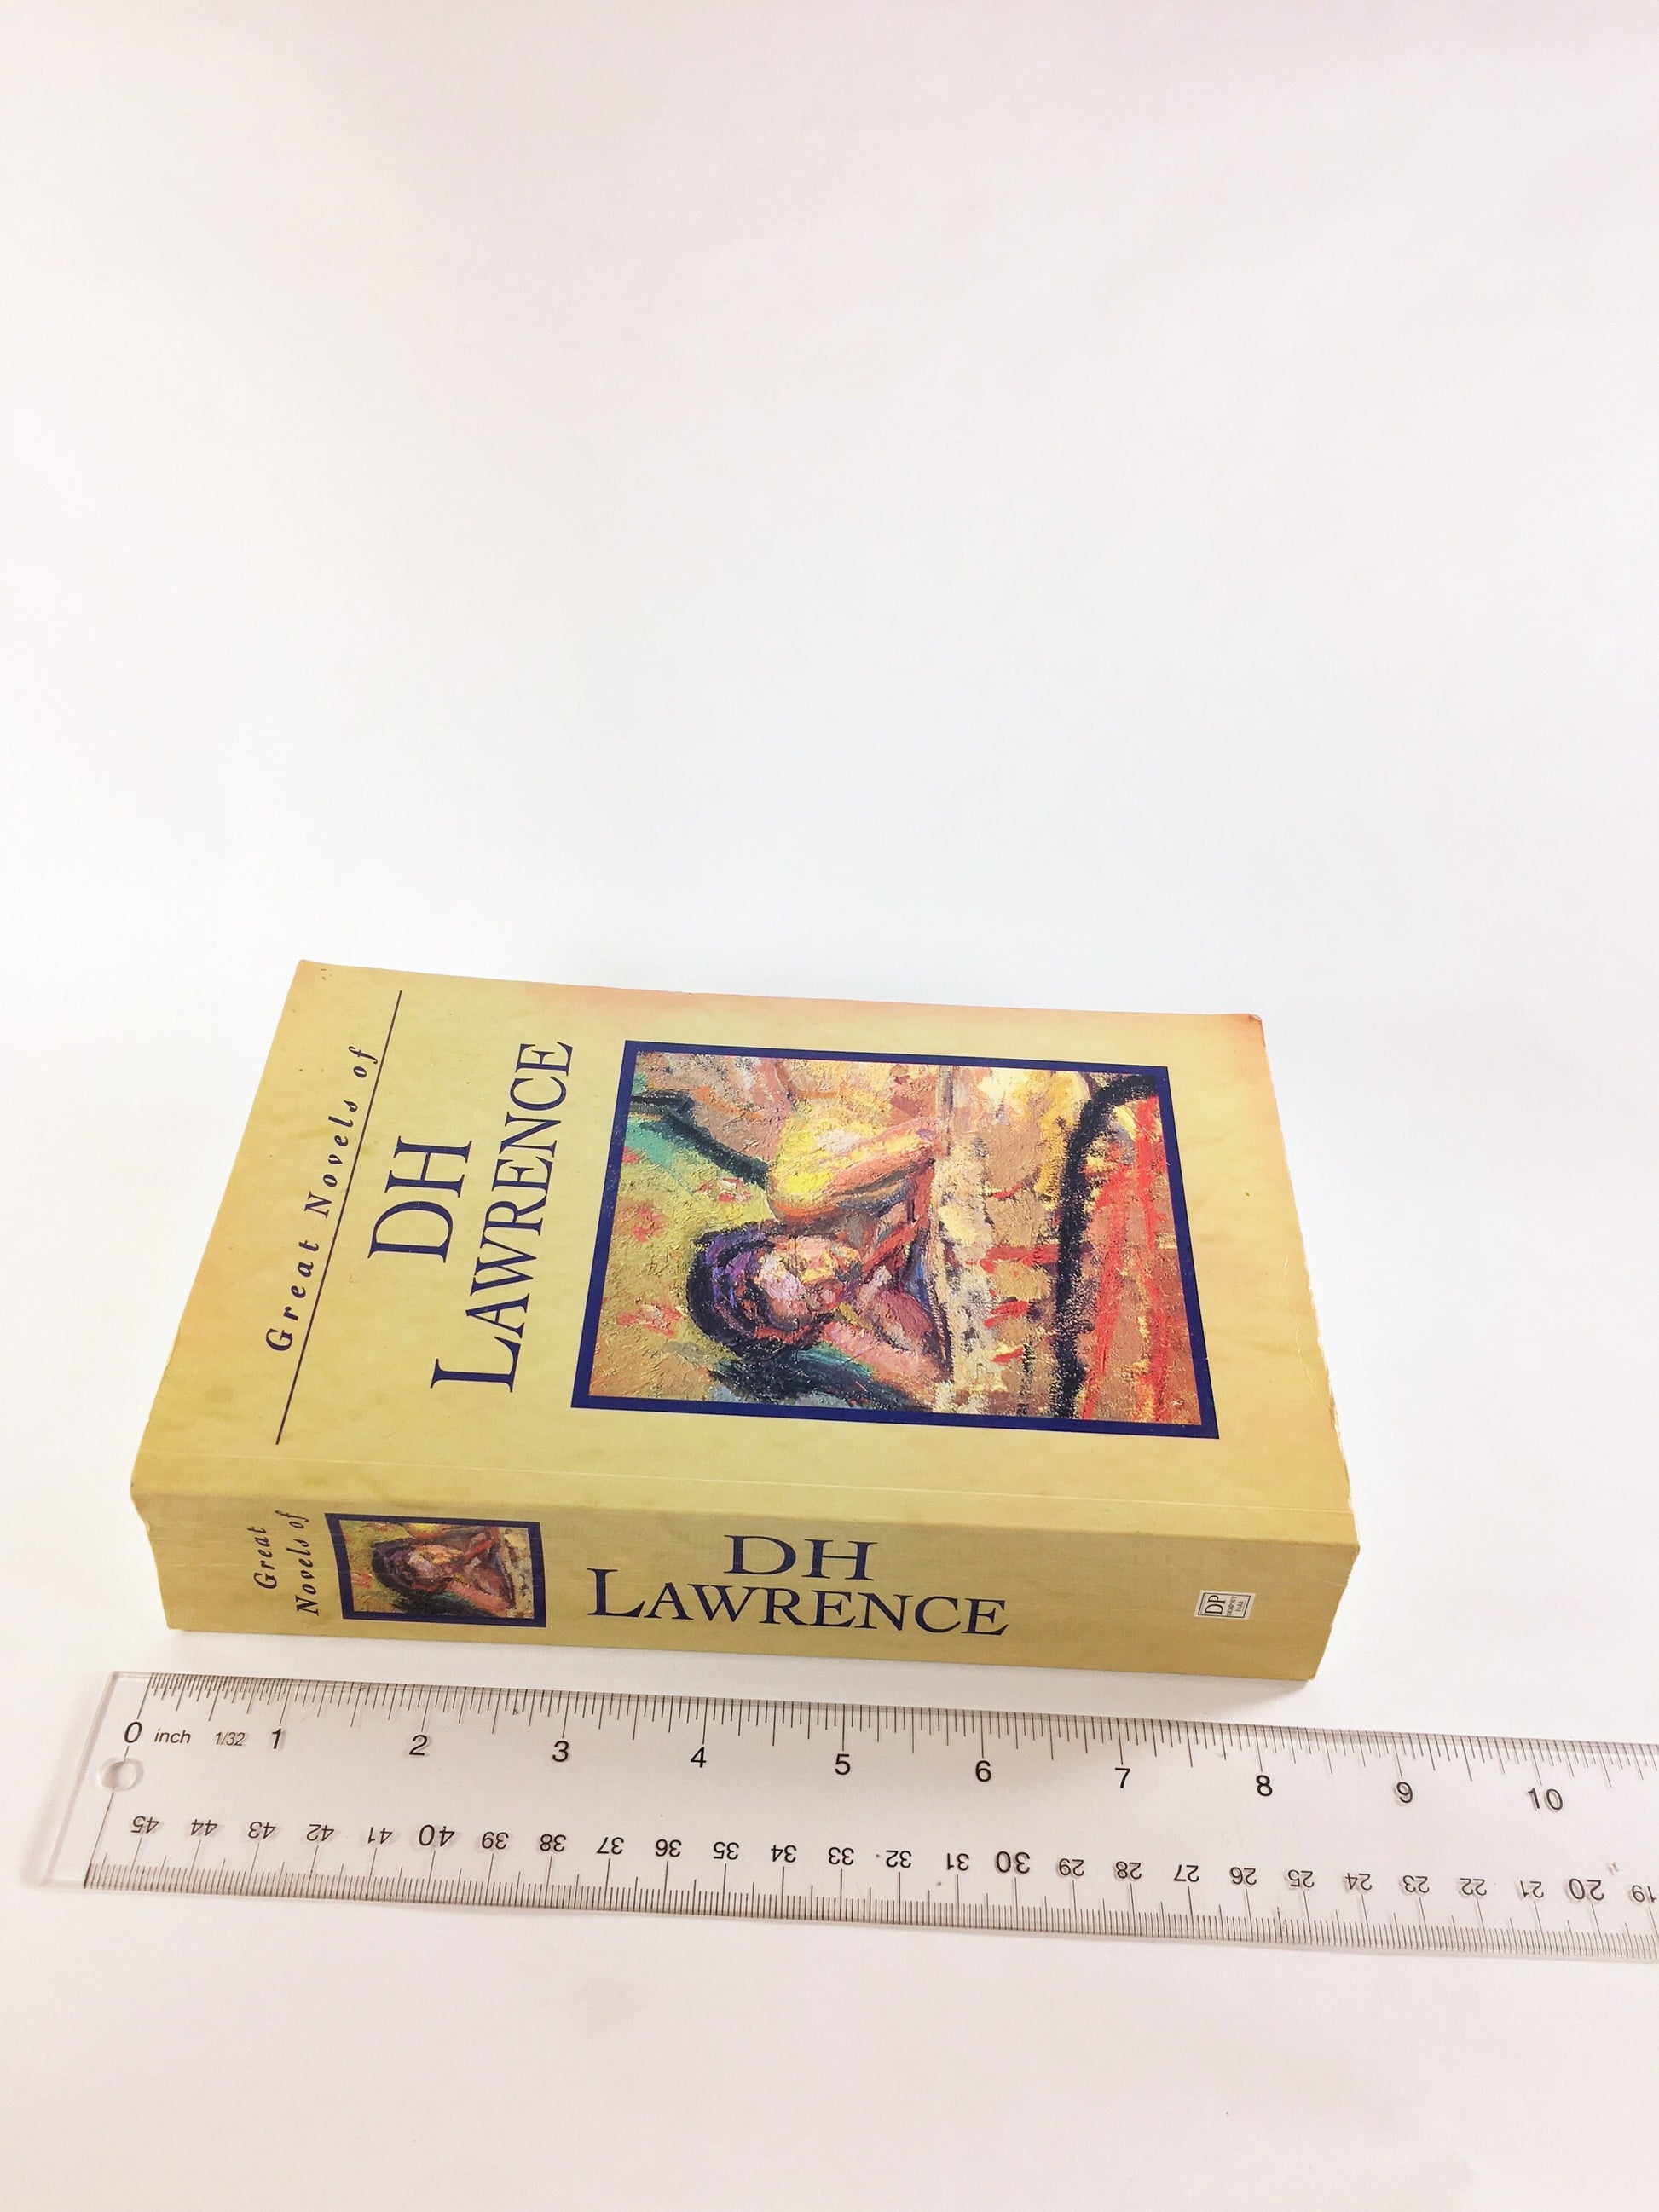 Great Novels of
DH
LAWRENCE
Great
Novels of
DH
LAWRENCE
DP
0 inch 1/32 1 2 3 4 5 6 7 8 9 10
45 44 43 42 41 40 39 38 37 36 35 34 33 32 31 30 29 28 27 26 25 24 23 22 21 20 19